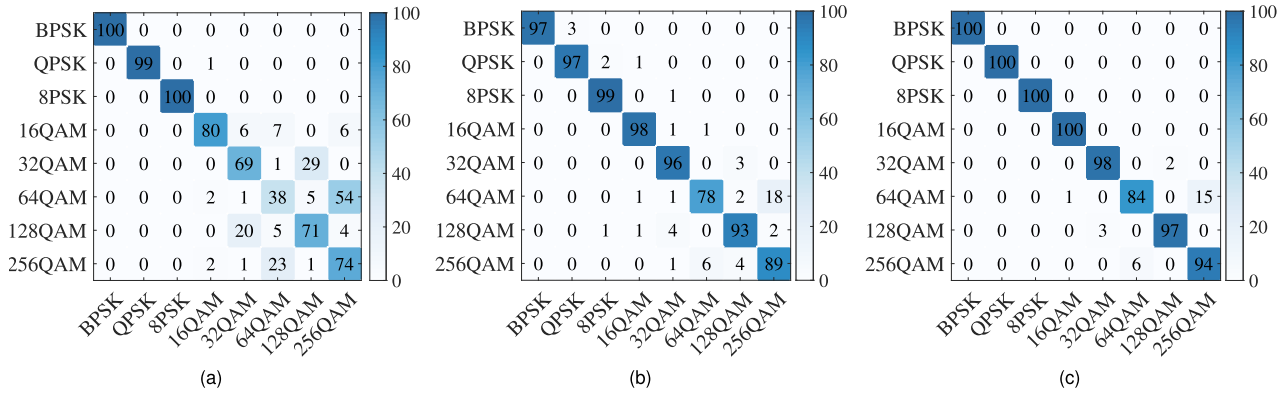 BPSK 100 0 0 0 0 0 0 0
QPSK 0 99 0 1 0 0 0 0
8PSK 0 0 100 0 0 0 0 0
16QAM 0 0 0 80 6 7 0 6
32QAM 0 0 0 0 69 1 29 0
64QAM 0 0 0 2 1 38 5 54
128QAM 0 0 0 0 20 5 71 4
256QAM 0 0 0 2 1 23 1 74
BPSK QPSK 8PSK 16QAM 32QAM 64QAM 128QAM 256QAM
100
80
60
40
20
0
(a)
BPSK 97 3 0 0 0 0 0 0
QPSK 0 97 2 1 0 0 0 0
8PSK 0 0 99 0 1 0 0 0
16QAM 0 0 0 98 1 1 0 0
32QAM 0 0 0 0 96 0 3 0
64QAM 0 0 0 1 1 78 2 18
128QAM 0 0 1 1 4 0 93 2
256QAM 0 0 0 0 1 6 4 89
BPSK QPSK 8PSK 16QAM 32QAM 64QAM 128QAM 256QAM
100
80
60
40
20
0
(b)
BPSK 100 0 0 0 0 0 0 0
QPSK 0 100 0 0 0 0 0 0
8PSK 0 0 100 0 0 0 0 0
16QAM 0 0 0 100 0 0 0 0
32QAM 0 0 0 0 98 0 2 0
64QAM 0 0 0 1 0 84 0 15
128QAM 0 0 0 0 3 0 97 0
256QAM 0 0 0 0 0 6 0 94
BPSK QPSK 8PSK 16QAM 32QAM 64QAM 128QAM 256QAM
100
80
60
40
20
0
(c)